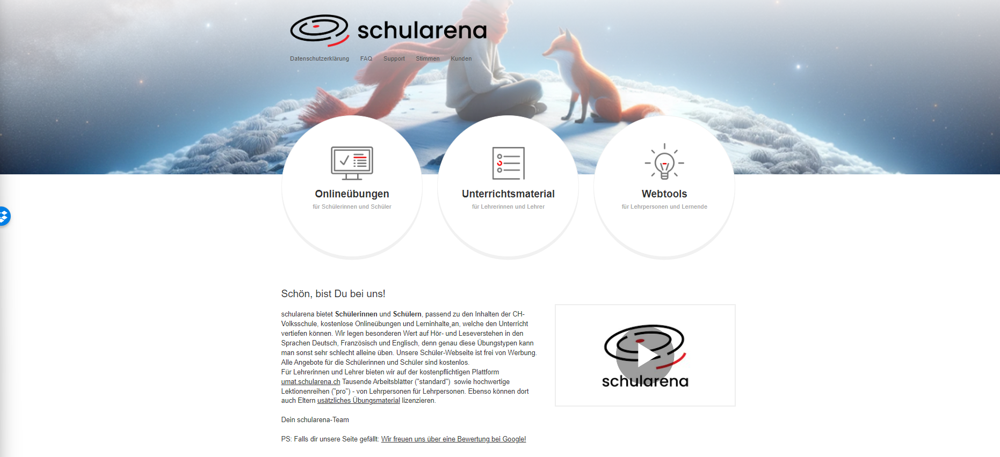 schularena
Datenschutzerklärung FAQ Support Stimmen Kunden
Onlineübungen
für Schülerinnen und Schüler
Unterrichtsmaterial
für Lehrerinnen und Lehrer
Webtools
für Lehrpersonen und Lernende
Schön, bist Du bei uns!
schularena bietet Schülerinnen und Schülern, passend zu den Inhalten der CH-
Volksschule, kostenlose Onlineübungen und Lerninhalte an, welche den Unterricht
vertiefen können. Wir legen besonderen Wert auf Hör- und Leseverstehen in den
Sprachen Deutsch, Französisch und Englisch, denn genau diese Übungstypen kann
man sonst sehr schlecht alleine üben. Unsere Schüler-Webseite ist frei von Werbung.
Alle Angebote für die Schülerinnen und Schüler sind kostenlos.
Für Lehrerinnen und Lehrer bieten wir auf der kostenpflichtigen Plattform
umat.schularena.ch Tausende Arbeitsblätter ("standard") sowie hochwertige
Lektionenreihen ("pro") - von Lehrpersonen für Lehrpersonen. Ebenso können dort
auch Eltern usätzliches Übungsmaterial lizenzieren.
Dein schularena-Team
PS: Falls dir unsere Seite gefällt: Wir freuen uns über eine Bewertung bei Google!
schularena